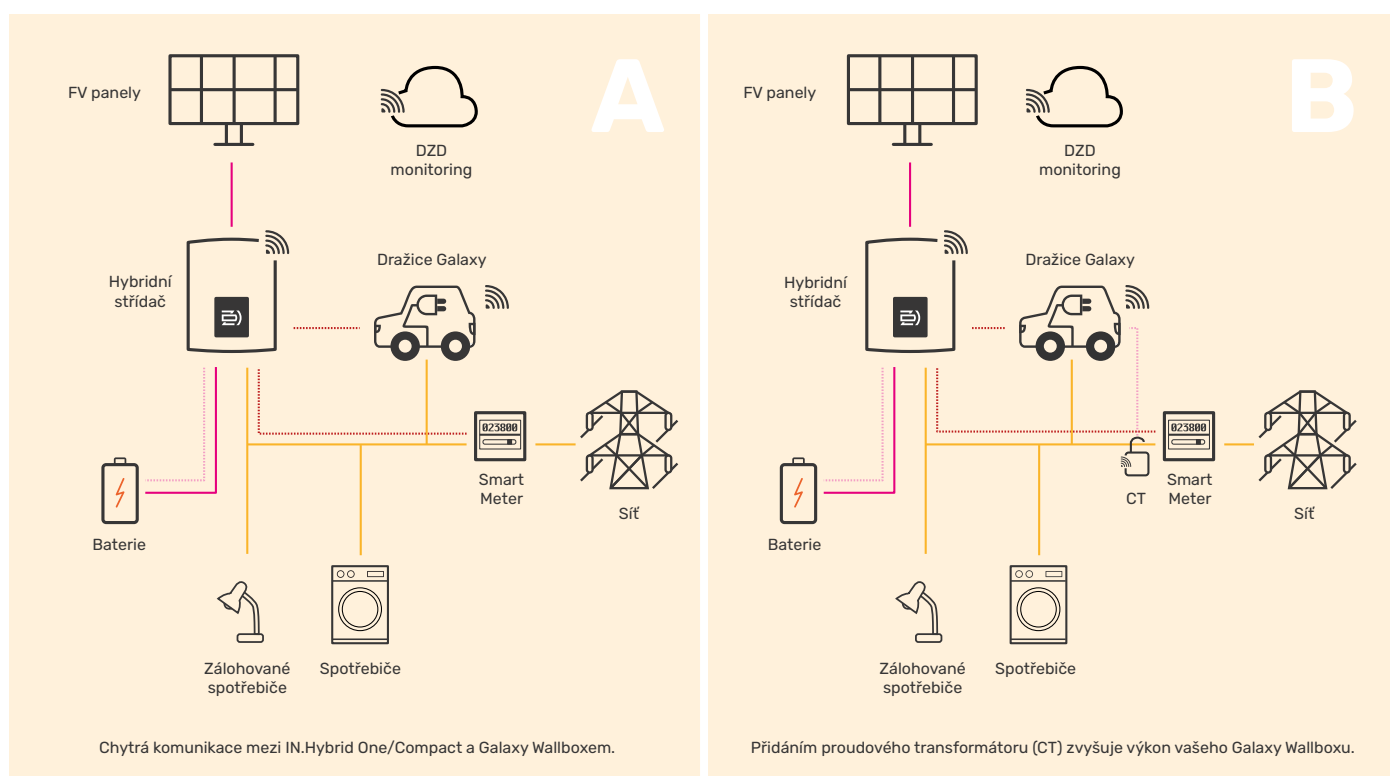 A
FV panely
DZD
monitoring
Hybridní
střídač
Dražice Galaxy
023800
Smart
Meter
Síť
Baterie
Zálohované
spotřebiče
Spotřebiče
Chytrá komunikace mezi IN.Hybrid One/Compact a Galaxy Wallboxem.
B
FV panely
DZD
monitoring
Hybridní
střídač
Dražice Galaxy
023800
CT
Smart
Meter
Síť
Baterie
Zálohované
spotřebiče
Spotřebiče
Přidáním proudového transformátoru (CT) zvyšuje výkon vašeho Galaxy Wallboxu.